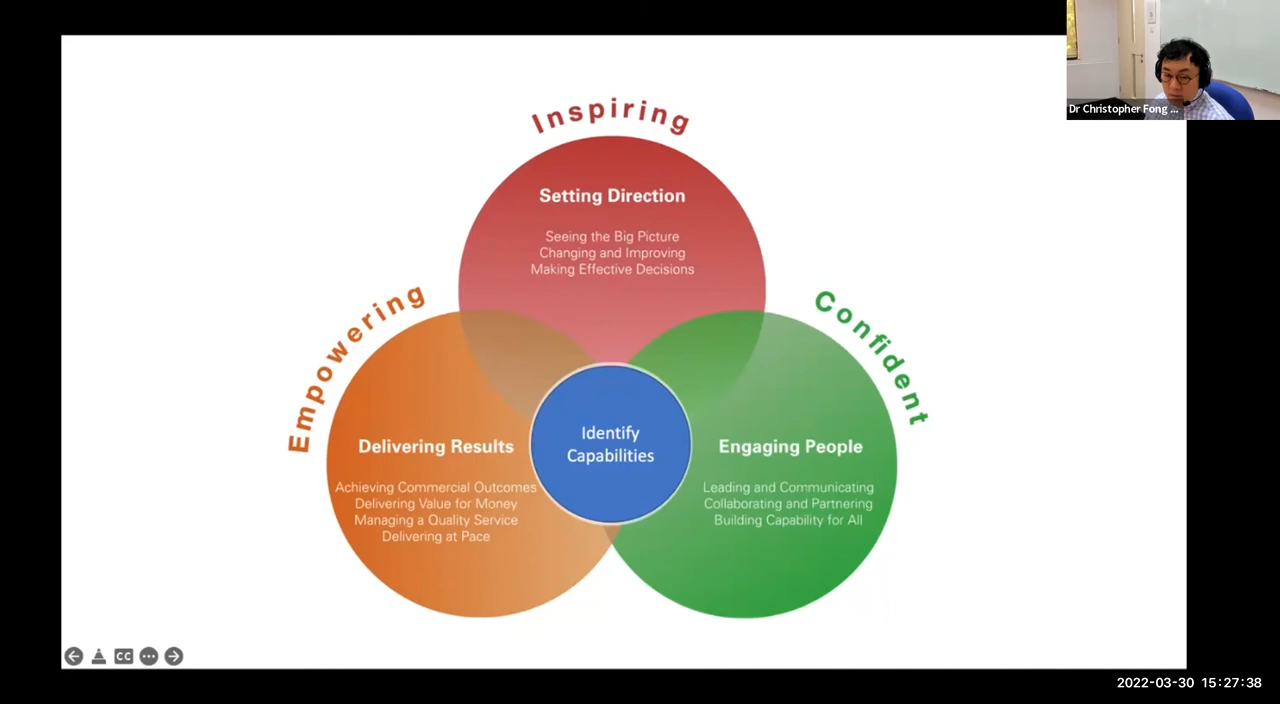 Dr Christopher Fong ...
Inspiring
Setting Direction
Seeing the Big Picture
Changing and Improving
Making Effective Decisions
Empowering
Confident
Delivering Results
Achieving Commercial Outcomes
Delivering Value for Money
Managing a Quality Service
Delivering at Pace
Identify
Capabilities
Engaging People
Leading and Communicating
Collaborating and Partnering
Building Capability for All
CC
2022-03-30 15:27:38